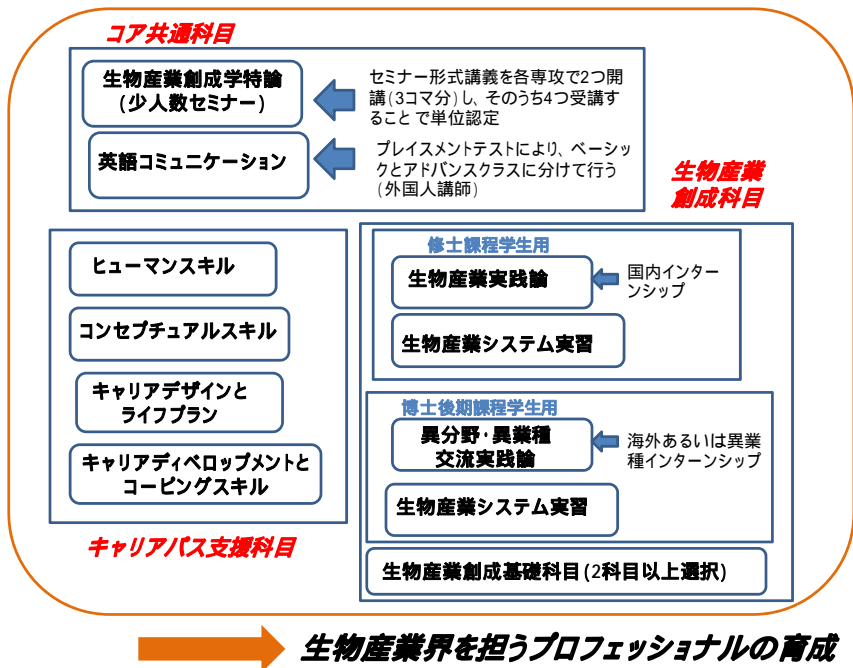 コア共通科目
生物産業創成学特論
(少人数セミナー)
セミナー形式講義を各専攻で2つ開
講(3コマ分)し、そのうち4つ受講す
ることで単位認定
英語コミュニケーション
プレイスメントテストにより、ベーシッ
クとアドバンスクラスに分けて行う
(外国人講師)
生物産業
創成科目
ヒューマンスキル
コンセプチュアルスキル
キャリアデザインと
ライフプラン
キャリアディベロップメントと
コーピングスキル
キャリアパス支援科目
修士課程学生用
生物産業実践論
国内インター
ンシップ
生物産業システム実習
博士後期課程学生用
異分野・異業種
交流実践論
海外あるいは異業
種インターンシップ
生物産業システム実習
生物産業創成基礎科目(2科目以上選択)
生物産業界を担うプロフェッショナルの育成